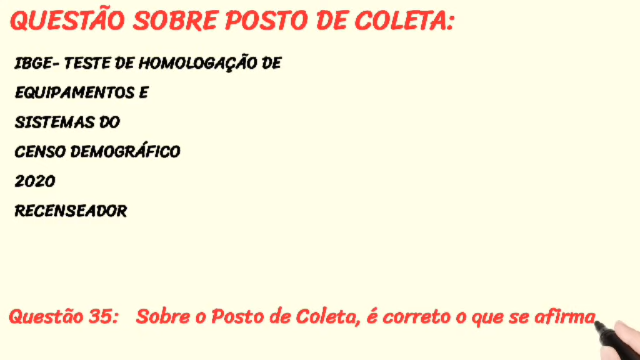 QUESTÃO SOBRE POSTO DE COLETA:
IBGE- TESTE DE HOMOLOGAÇÃO DE
EQUIPAMENTOS E
SISTEMAS DO
CENSO DEMOGRÁFICO
2020
RECENSEADOR
Questão 35: Sobre o Posto de Coleta, é correto o que se afirma